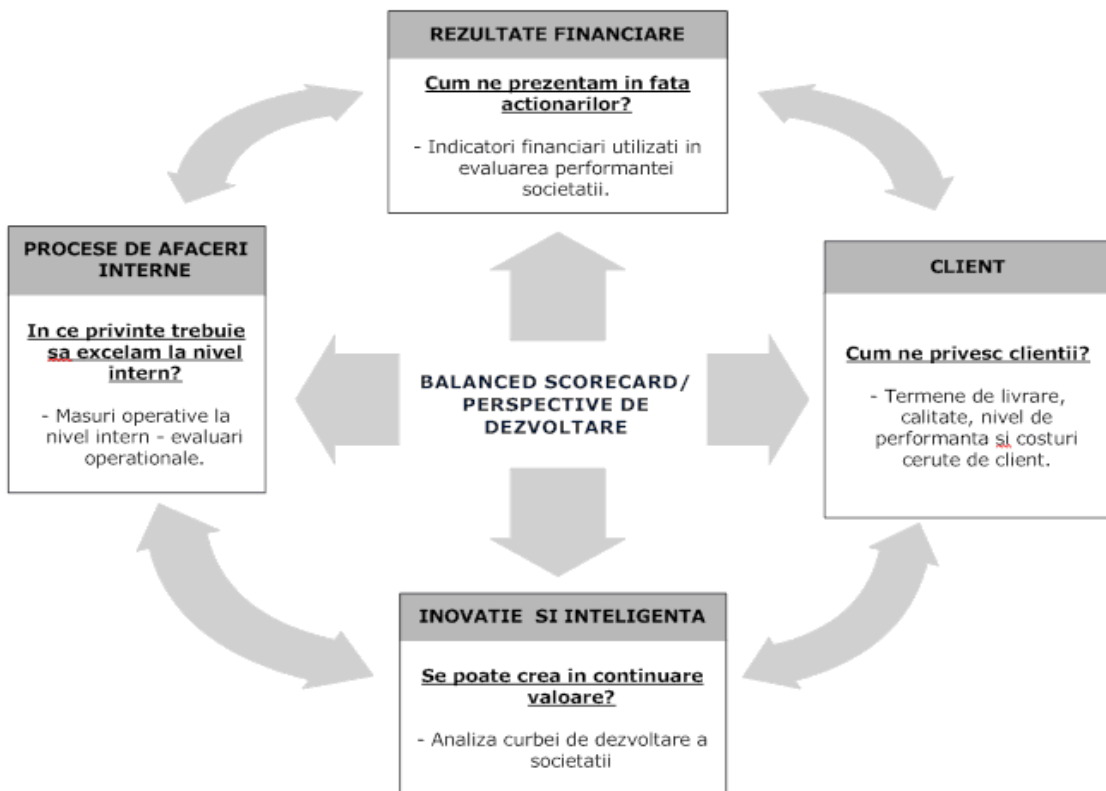 REZULTATE FINANCIARE
Cum ne prezentam in fata
actionarilor?
- Indicatori financiari utilizati in
evaluarea performantei
societatii.
PROCESE DE AFACERI
INTERNE
In ce privinte trebuie
sa excelam la nivel
intern?
- Masuri operative la
nivel intern - evaluari
operationale.
BALANCED SCORECARD/
PERSPECTIVE DE
DEZVOLTARE
CLIENT
Cum ne privesc clientii?
- Termene de livrare,
calitate, nivel de
performanta si costuri
cerute de client.
INOVATIE SI INTELIGENTA
Se poate crea in continuare
valoare?
- Analiza curbei de dezvoltare a
societatii